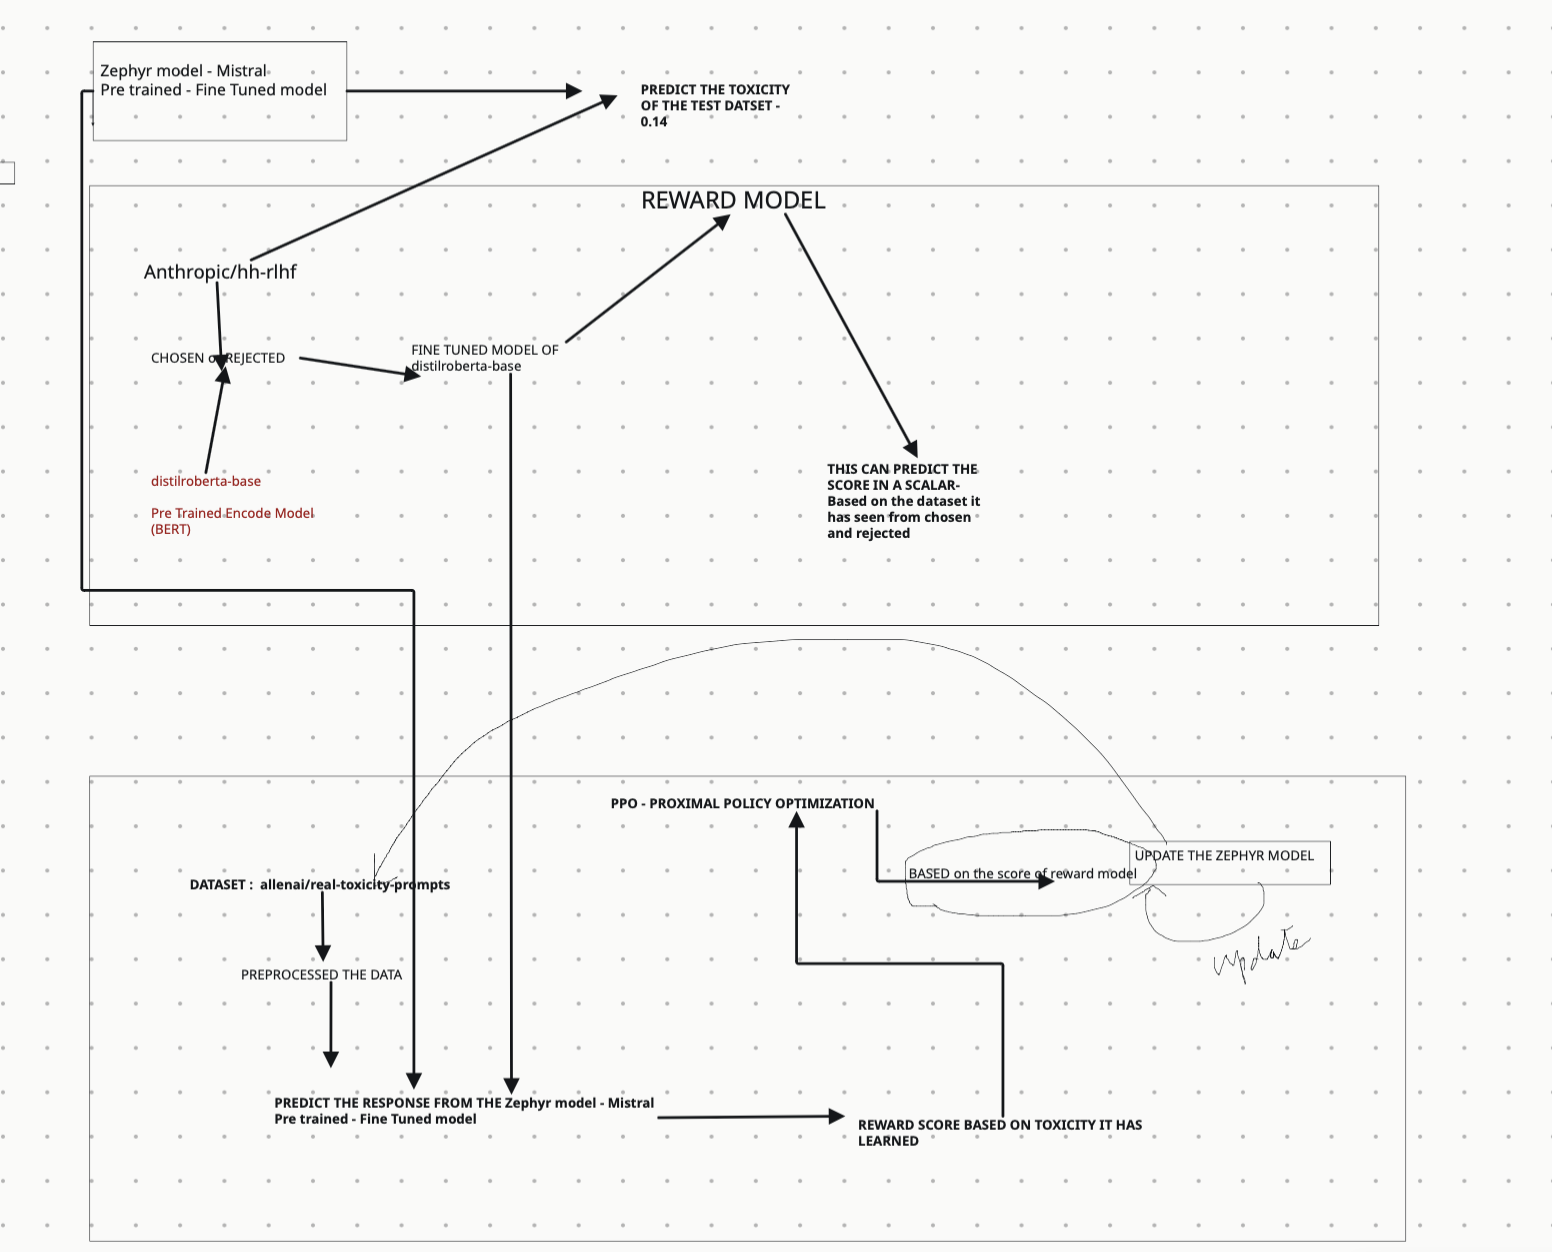 Zephyr model - Mistral
Pre trained - Fine Tuned model
PREDICT THE TOXICITY
OF THE TEST DATSET -
0.14
REWARD MODEL
Anthropic/hh-rlhf
CHOSEN or REJECTED
FINE TUNED MODEL OF
distilroberta-base
distilroberta-base
Pre Trained Encode Model
(BERT)
THIS CAN PREDICT THE
SCORE IN A SCALAR-
Based on the dataset it
has seen from chosen
and rejected
PPO - PROXIMAL POLICY OPTIMIZATION
UPDATE THE ZEPHYR MODEL
BASED on the score of reward model
update
DATASET : allenai/real-toxicity-prompts
PREPROCESSED THE DATA
PREDICT THE RESPONSE FROM THE Zephyr model - Mistral
Pre trained - Fine Tuned model
REWARD SCORE BASED ON TOXICITY IT HAS
LEARNED